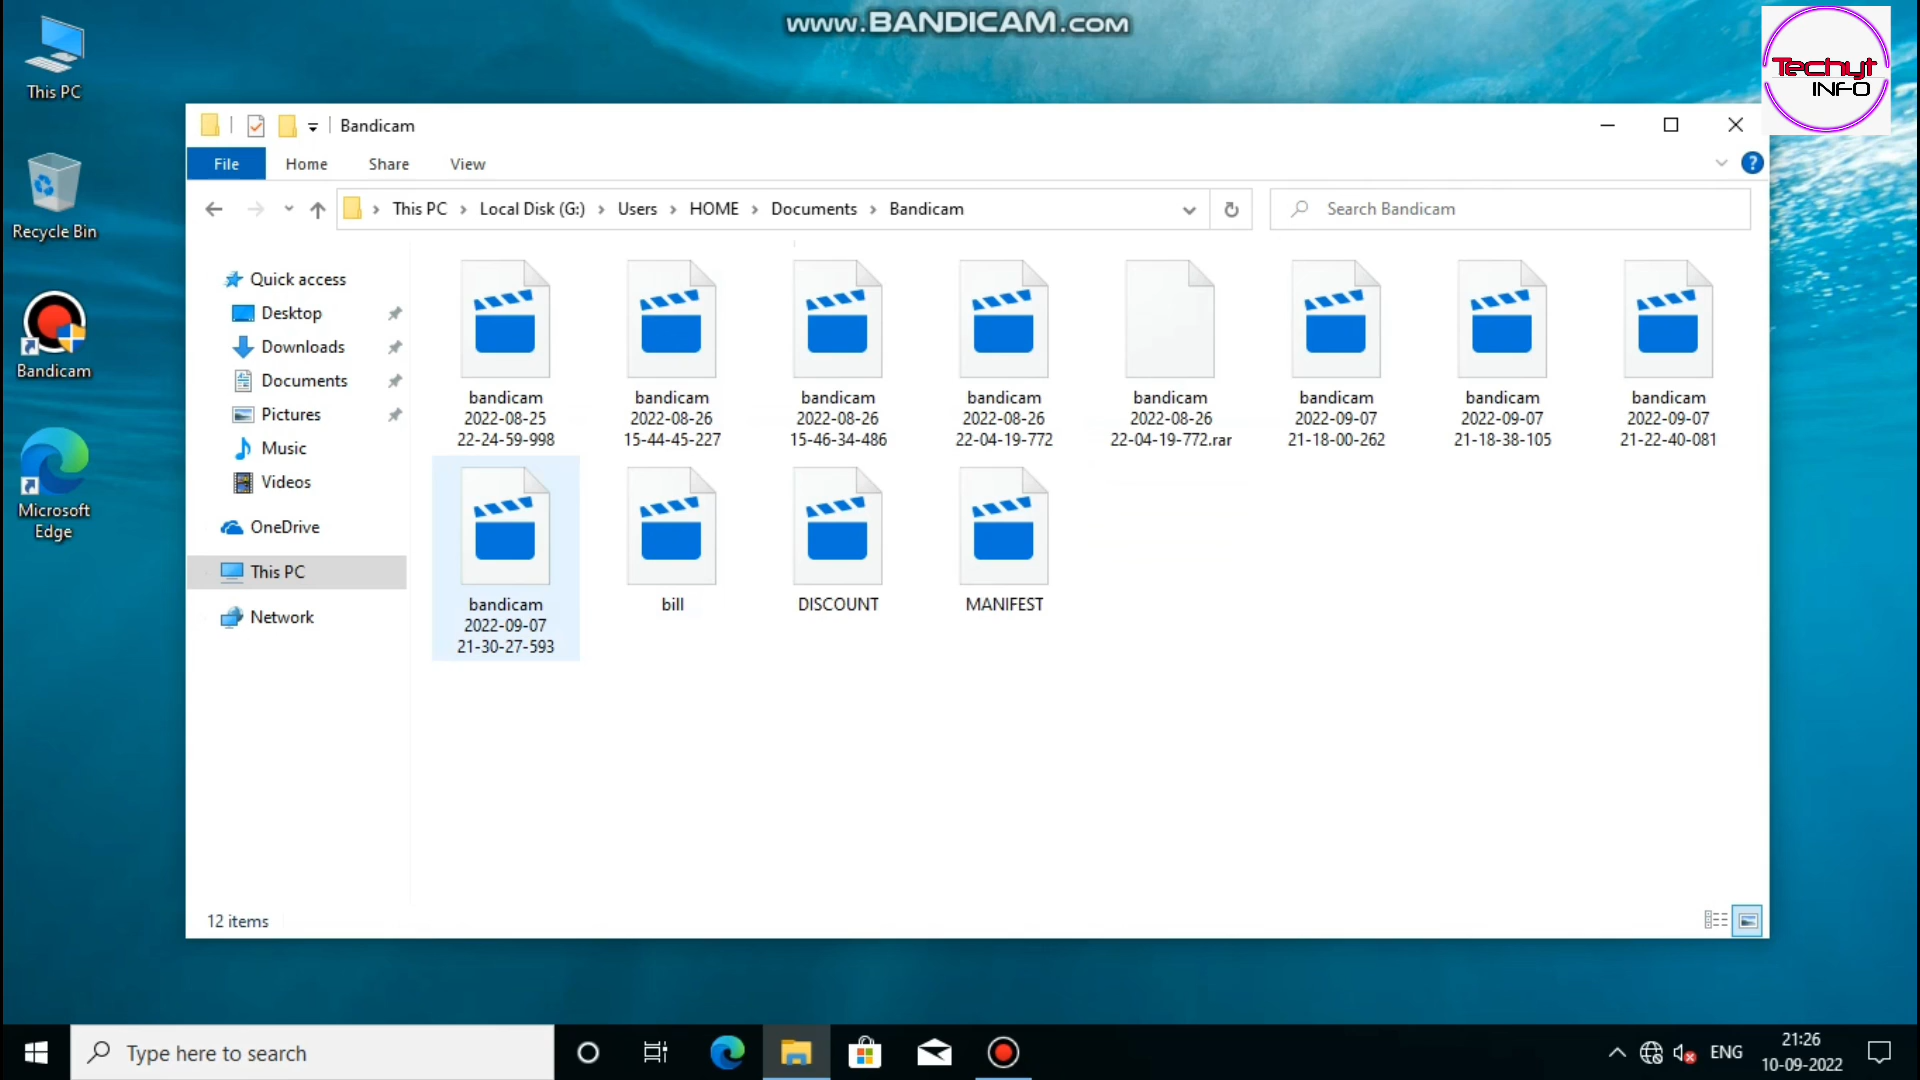 www.BANDICAM.com
Techyt
INFO
This PC
Recycle Bin
Bandicam
Microsoft
Edge
Bandicam
File Home Share View
This PC Local Disk (G:) Users HOME Documents Bandicam
Search Bandicam
Quick access
Desktop
Downloads
Documents
Pictures
Music
Videos
OneDrive
This PC
Network
bandicam
2022-08-25
22-24-59-998
bandicam
2022-08-26
15-44-45-227
bandicam
2022-08-26
15-46-34-486
bandicam
2022-08-26
22-04-19-772
bandicam
2022-08-26
22-04-19-772.rar
bandicam
2022-09-07
21-18-00-262
bandicam
2022-09-07
21-18-38-105
bandicam
2022-09-07
21-22-40-081
bandicam
2022-09-07
21-30-27-593
bill
DISCOUNT
MANIFEST
12 items
Type here to search
ENG
21:26
10-09-2022